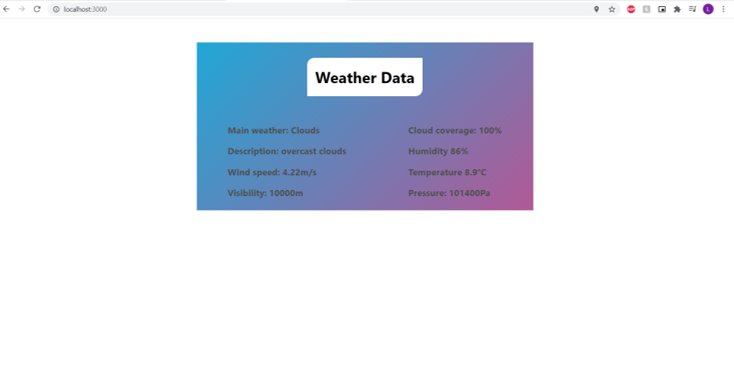 localhost:3000
L
Weather Data
Main weather: Clouds
Cloud coverage: 100%
Description: overcast clouds
Humidity 86%
Wind speed: 4.22m/s
Temperature 8.9°C
Visibility: 10000m
Pressure: 101400Pa